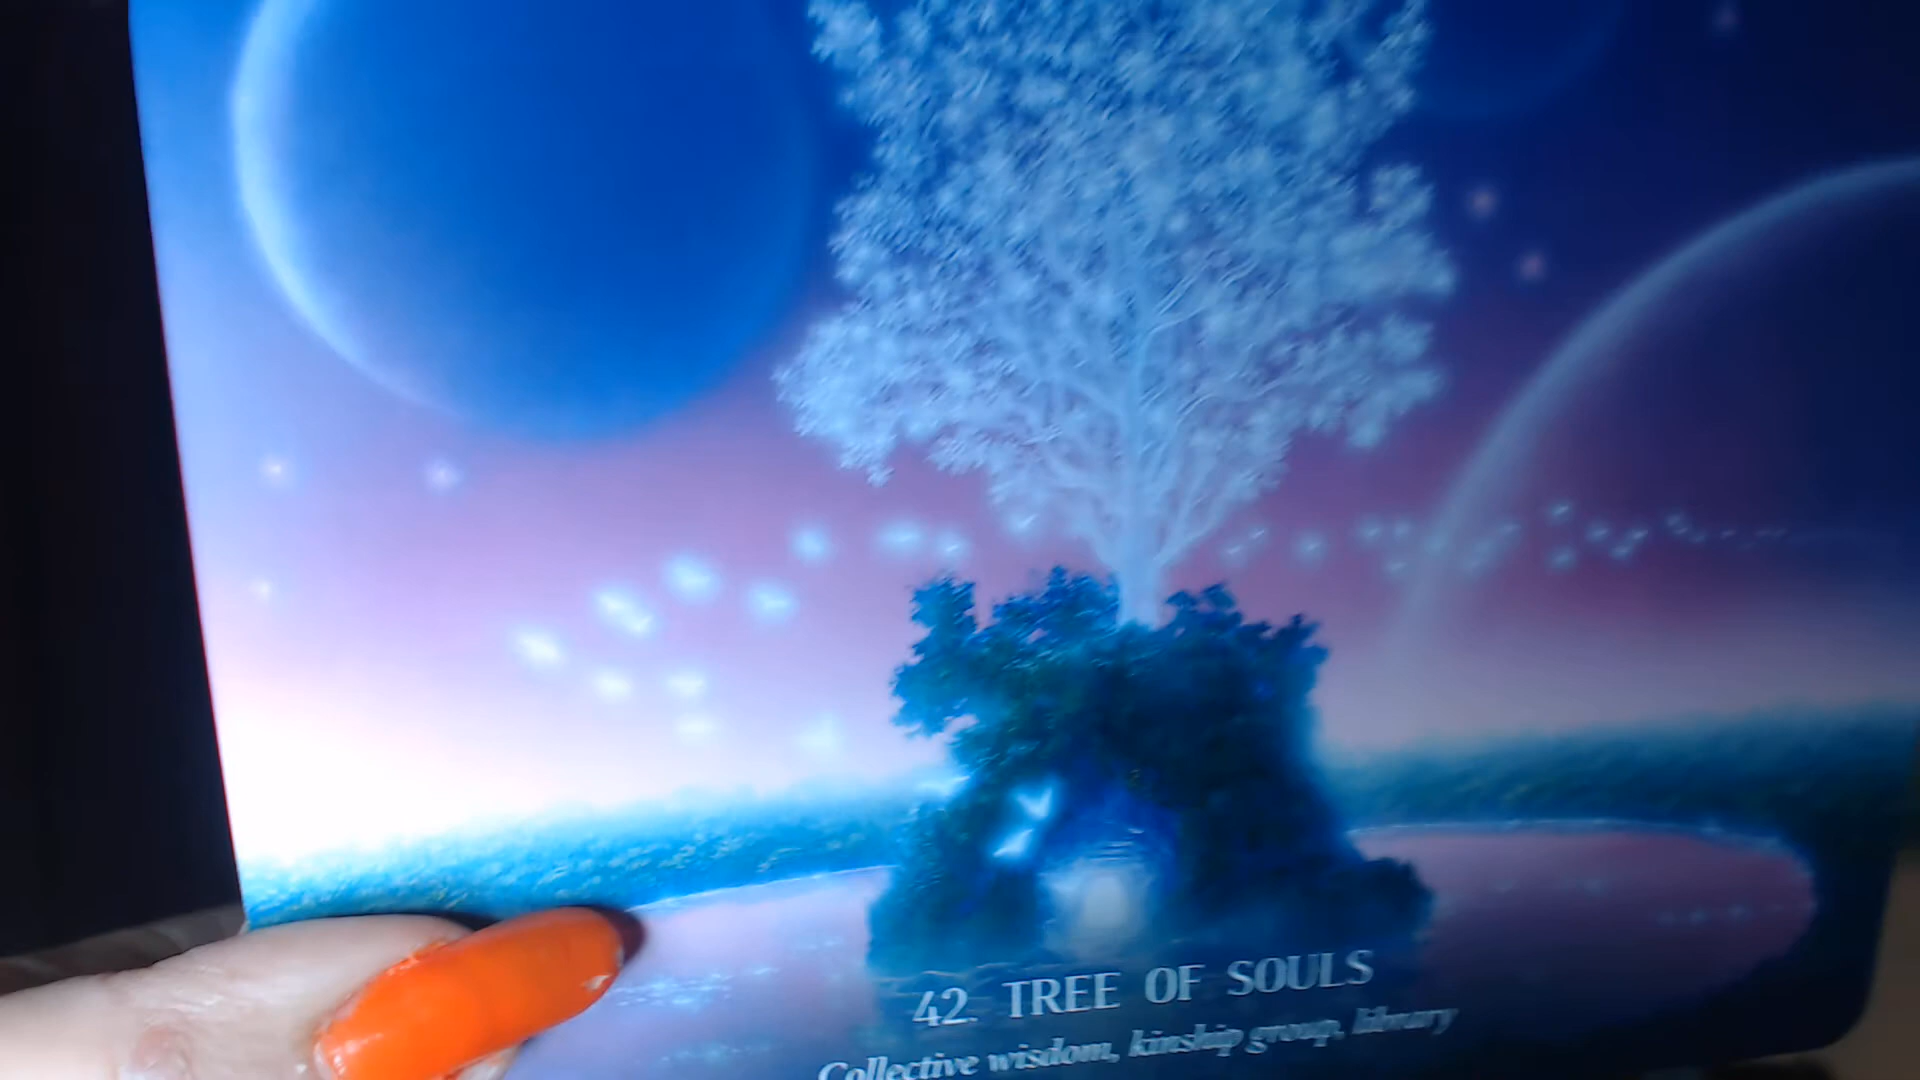 42. TREE OF SOULS
Collective wisdom, kinship group, library